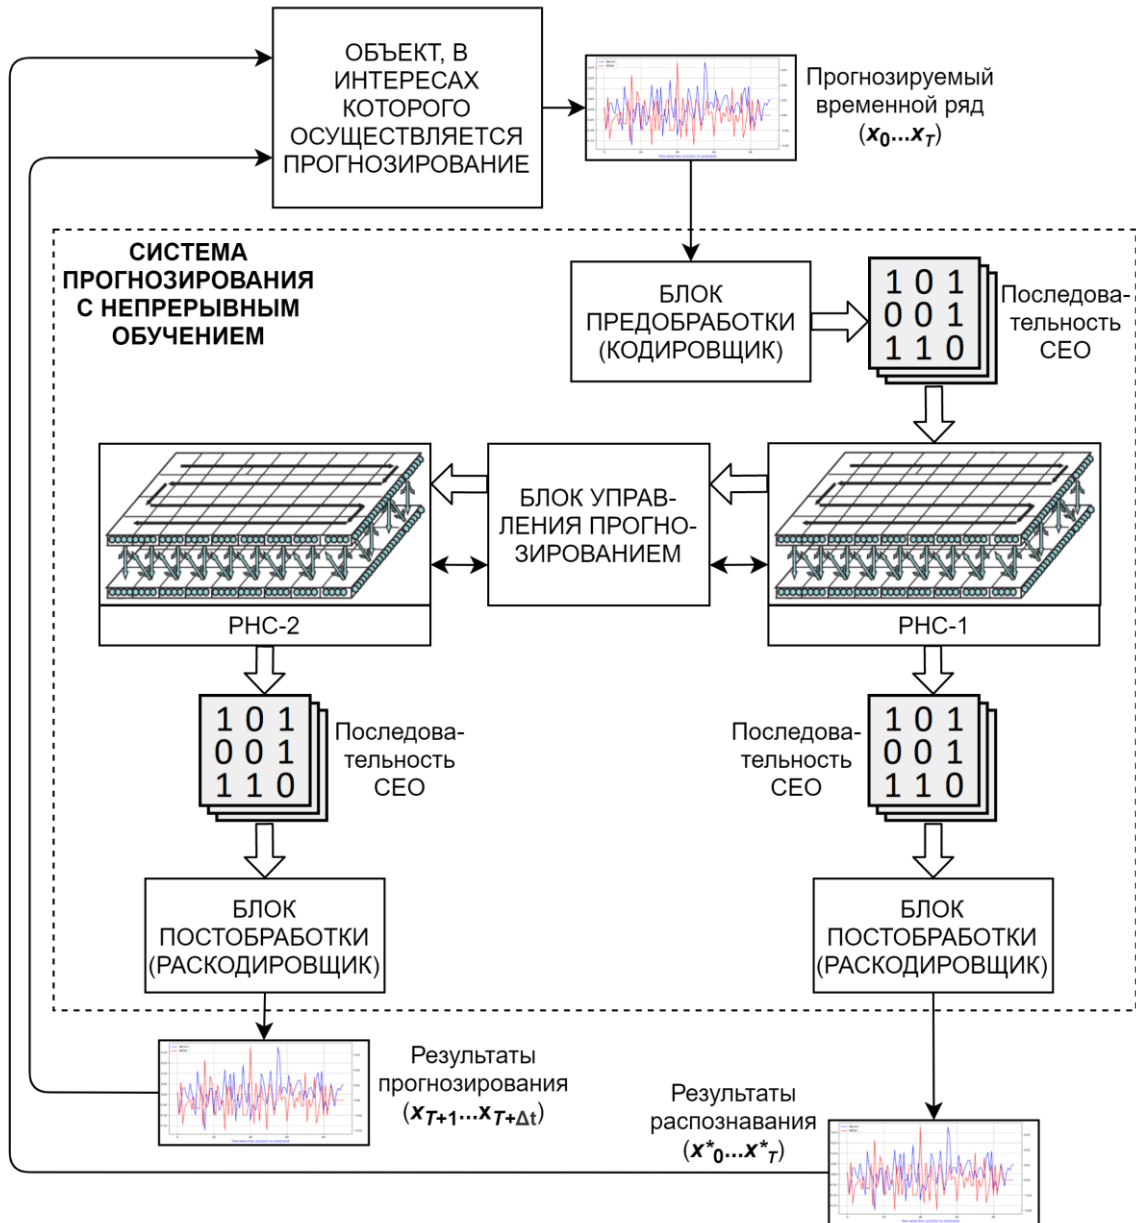 ОБЪЕКТ, В
ИНТЕРЕСАХ
КОТОРОГО
ОСУЩЕСТВЛЯЕТСЯ
ПРОГНОЗИРОВАНИЕ
Прогнозируемый
временной ряд
(x0...xT)
СИСТЕМА
ПРОГНОЗИРОВАНИЯ
С НЕПРЕРЫВНЫМ
ОБУЧЕНИЕМ
БЛОК
ПРЕДОБРАБОТКИ
(КОДИРОВЩИК)
1 0 1
0 0 1
1 1 0
Последова-
тельность
СЕО
БЛОК УПРАВ-
ЛЕНИЯ ПРОГНО-
ЗИРОВАНИЕМ
РНС-2
РНС-1
1 0 1
0 0 1
1 1 0
Последова-
тельность
СЕО
Последова-
тельность
СЕО
1 0 1
0 0 1
1 1 0
БЛОК
ПОСТОБРАБОТКИ
(РАСКОДИРОВЩИК)
БЛОК
ПОСТОБРАБОТКИ
(РАСКОДИРОВЩИК)
Результаты
прогнозирования
(xT+1...xT+Δt)
Результаты
распознавания
(x*0...x*T)